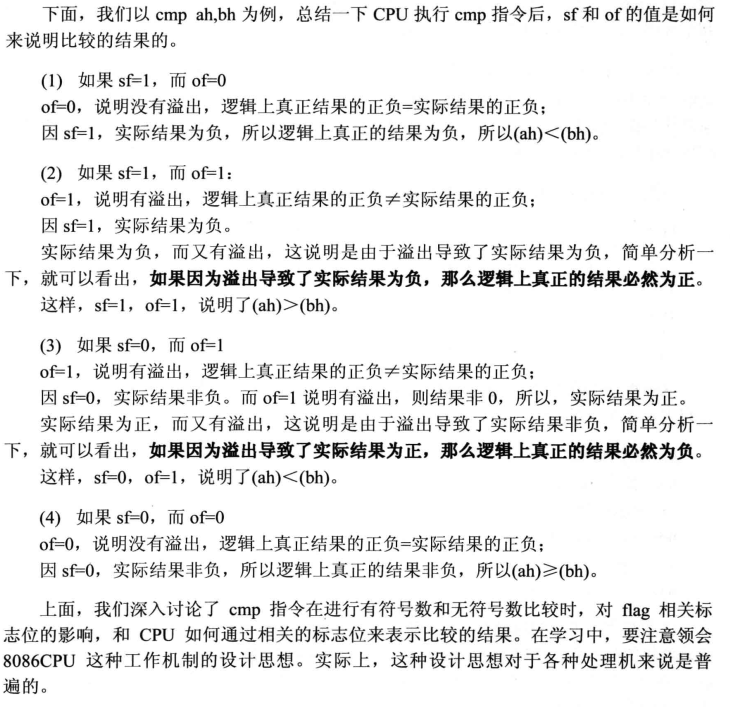 下面，我们以 cmp ah,bh 为例，总结一下 CPU 执行 cmp 指令后，sf 和 of 的值是如何
来说明比较的结果的。
(1) 如果 sf=1，而 of=0
of=0，说明没有溢出，逻辑上真正结果的正负=实际结果的正负；
因 sf=1，实际结果为负，所以逻辑上真正的结果为负，所以(ah)＜(bh)。
(2) 如果 sf=1，而 of=1：
of=1，说明有溢出，逻辑上真正结果的正负≠实际结果的正负；
因 sf=1，实际结果为负。
实际结果为负，而又有溢出，这说明是由于溢出导致了实际结果为负，简单分析一
下，就可以看出，如果因为溢出导致了实际结果为负，那么逻辑上真正的结果必然为正。
这样，sf=1，of=1，说明了(ah)＞(bh)。
(3) 如果 sf=0，而 of=1
of=1，说明有溢出，逻辑上真正结果的正负≠实际结果的正负；
因 sf=0，实际结果非负。而 of=1 说明有溢出，则结果非 0，所以，实际结果为正。
实际结果为正，而又有溢出，这说明是由于溢出导致了实际结果非负，简单分析一
下，就可以看出，如果因为溢出导致了实际结果为正，那么逻辑上真正的结果必然为负。
这样，sf=0，of=1，说明了(ah)＜(bh)。
(4) 如果 sf=0，而 of=0
of=0，说明没有溢出，逻辑上真正结果的正负=实际结果的正负；
因 sf=0，实际结果非负，所以逻辑上真正的结果非负，所以(ah)≥(bh)。
上面，我们深入讨论了 cmp 指令在进行有符号数和无符号数比较时，对 flag 相关标
志位的影响，和 CPU 如何通过相关的标志位来表示比较的结果。在学习中，要注意领会
8086CPU 这种工作机制的设计思想。实际上，这种设计思想对于各种处理机来说是普
遍的。